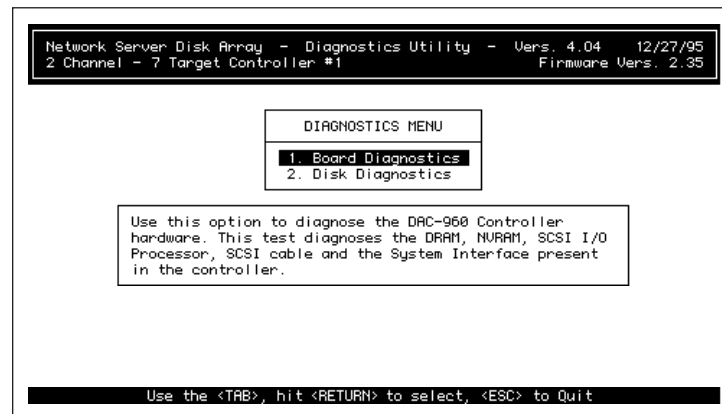 Network Server Disk Array - Diagnostics Utility - Vers. 4.04 12/27/95
2 Channel - 7 Target Controller #1 Firmware Vers. 2.35
DIAGNOSTICS MENU
1. Board Diagnostics
2. Disk Diagnostics
Use this option to diagnose the DAC-960 Controller
hardware. This test diagnoses the DRAM, NVRAM, SCSI I/O
Processor, SCSI cable and the System Interface present
in the controller.
Use the <TAB>, hit <RETURN> to select, <ESC> to Quit